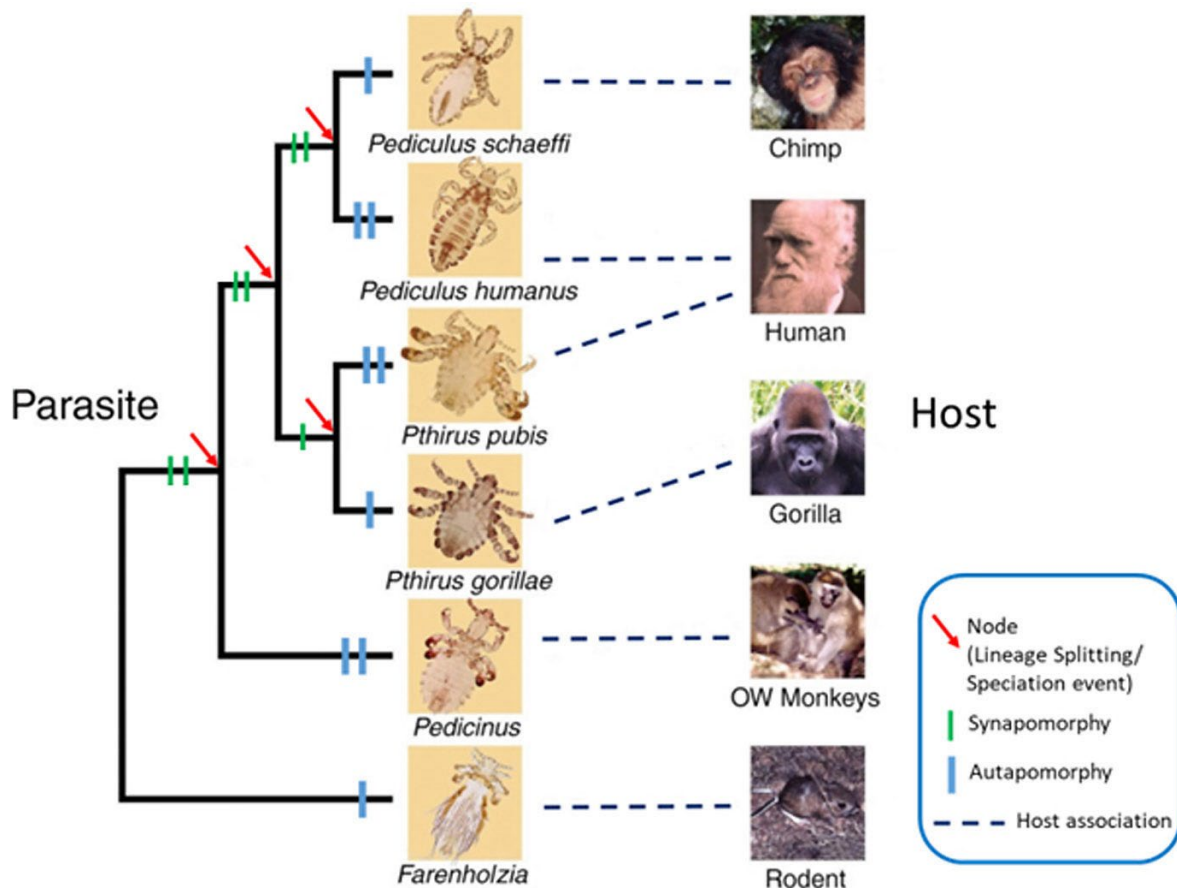 Pediculus schaeffi
Chimp
Pediculus humanus
Human
Parasite
Pthirus pubis
Host
Gorilla
Pthirus gorillae
Node
(Lineage Splitting/
Speciation event)
OW Monkeys
Pedicinus
Synapomorphy
Autapomorphy
Host association
Farenholzia
Rodent